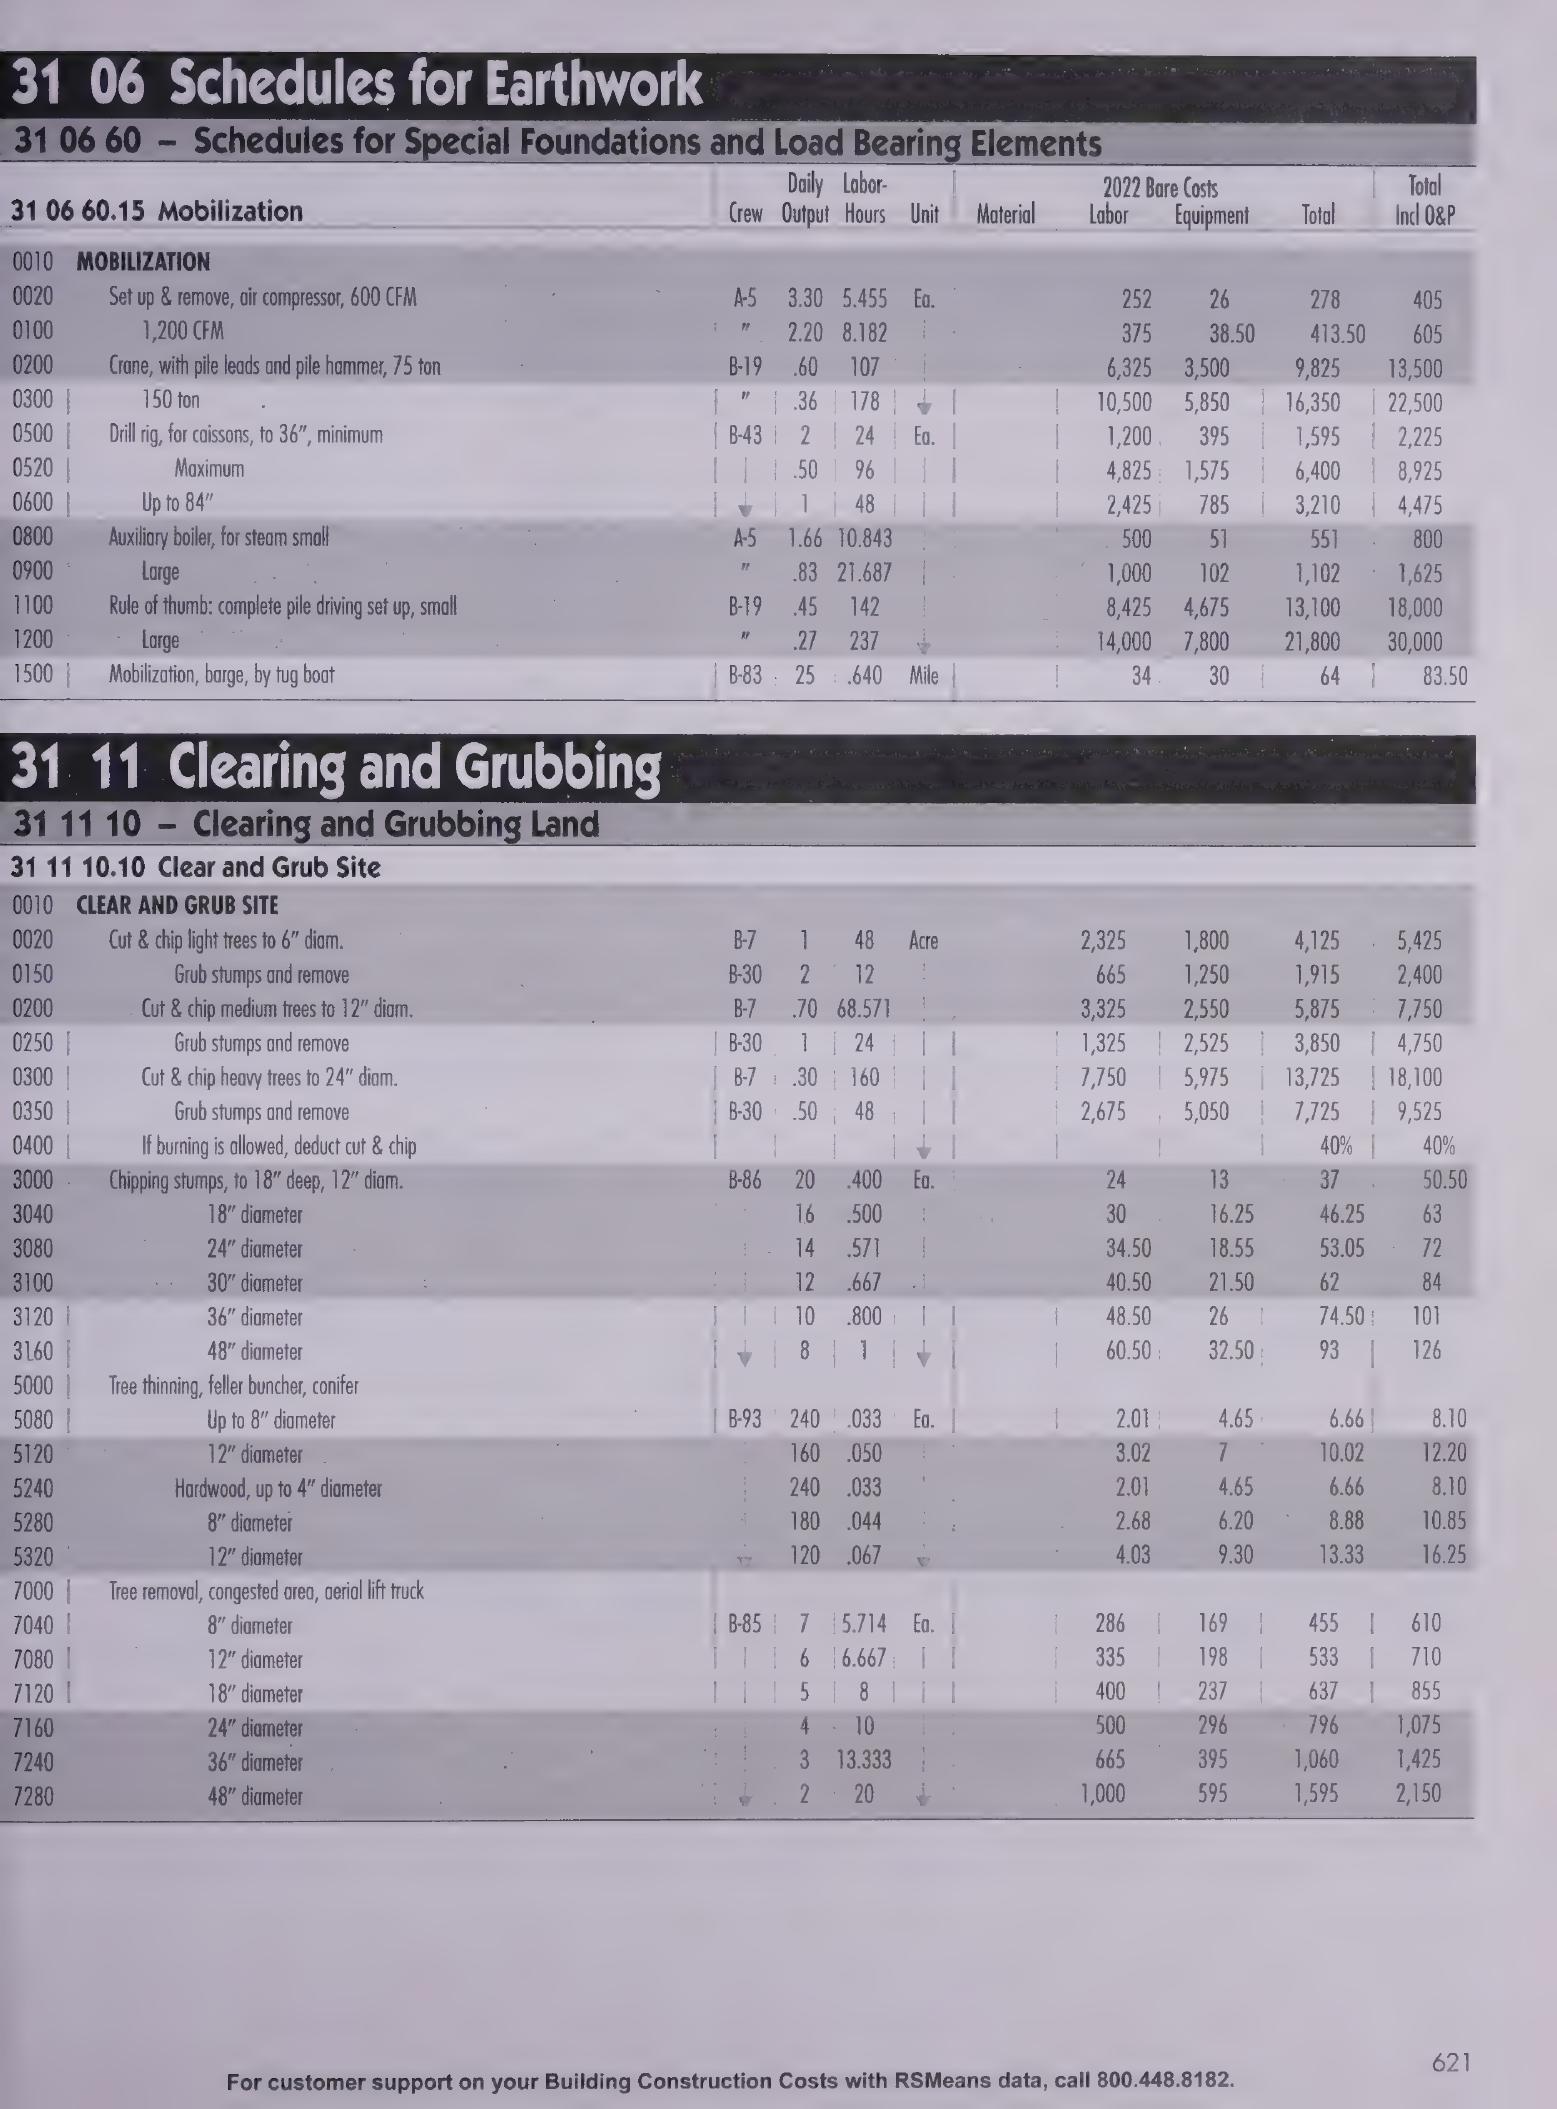 31 06 Schedules for Earthwork
31 06 60 – Schedules for Special Foundations and Load Bearing Elements
Daily Labor- 2022 Bare Costs Total
31 06 60.15 Mobilization Crew Output Hours Unit Material Labor Equipment Total Incl O&P
0010 MOBILIZATION
0020 Set up & remove, air compressor, 600 CFM A-5 3.30 5.455 Ea. 252 26 278 405
0100 1,200 CFM " 2.20 8.182 375 38.50 413.50 605
0200 Crane, with pile leads and pile hammer, 75 ton B-19 .60 107 6,325 3,500 9,825 13,500
0300 150 ton " .36 178 10,500 5,850 16,350 22,500
0500 Drill rig, for caissons, to 36", minimum B-43 2 24 Ea. 1,200 395 1,595 2,225
0520 Maximum .50 96 4,825 1,575 6,400 8,925
0600 Up to 84" 1 48 2,425 785 3,210 4,475
0800 Auxiliary boiler, for steam small A-5 1.66 10.843 500 51 551 800
0900 Large " .83 21.687 1,000 102 1,102 1,625
1100 Rule of thumb: complete pile driving set up, small B-19 .45 142 8,425 4,675 13,100 18,000
1200 Large " .27 237 14,000 7,800 21,800 30,000
1500 Mobilization, barge, by tug boat B-83 25 .640 Mile 34 30 64 83.50
31 11 Clearing and Grubbing
31 11 10 – Clearing and Grubbing Land
31 11 10.10 Clear and Grub Site
0010 CLEAR AND GRUB SITE
0020 Cut & chip light trees to 6" diam. B-7 1 48 Acre 2,325 1,800 4,125 5,425
0150 Grub stumps and remove B-30 2 12 665 1,250 1,915 2,400
0200 Cut & chip medium trees to 12" diam. B-7 .70 68.571 3,325 2,550 5,875 7,750
0250 Grub stumps and remove B-30 1 24 1,325 2,525 3,850 4,750
0300 Cut & chip heavy trees to 24" diam. B-7 .30 160 7,750 5,975 13,725 18,100
0350 Grub stumps and remove B-30 .50 48 2,675 5,050 7,725 9,525
0400 If burning is allowed, deduct cut & chip 40% 40%
3000 Chipping stumps, to 18" deep, 12" diam. B-86 20 .400 Ea. 24 13 37 50.50
3040 18" diameter 16 .500 30 16.25 46.25 63
3080 24" diameter 14 .571 34.50 18.55 53.05 72
3100 30" diameter 12 .667 40.50 21.50 62 84
3120 36" diameter 10 .800 48.50 26 74.50 101
3160 48" diameter 8 1 60.50 32.50 93 126
5000 Tree thinning, feller buncher, conifer
5080 Up to 8" diameter B-93 240 .033 Ea. 2.01 4.65 6.66 8.10
5120 12" diameter 160 .050 3.02 7 10.02 12.20
5240 Hardwood, up to 4" diameter 240 .033 2.01 4.65 6.66 8.10
5280 8" diameter 180 .044 2.68 6.20 8.88 10.85
5320 12" diameter 120 .067 4.03 9.30 13.33 16.25
7000 Tree removal, congested area, aerial lift truck
7040 8" diameter B-85 7 5.714 Ea. 286 169 455 610
7080 12" diameter 6 6.667 335 198 533 710
7120 18" diameter 5 8 400 237 637 855
7160 24" diameter 4 10 500 296 796 1,075
7240 36" diameter 3 13.333 665 395 1,060 1,425
7280 48" diameter 2 20 1,000 595 1,595 2,150
For customer support on your Building Construction Costs with RSMeans data, call 800.448.8182.
621